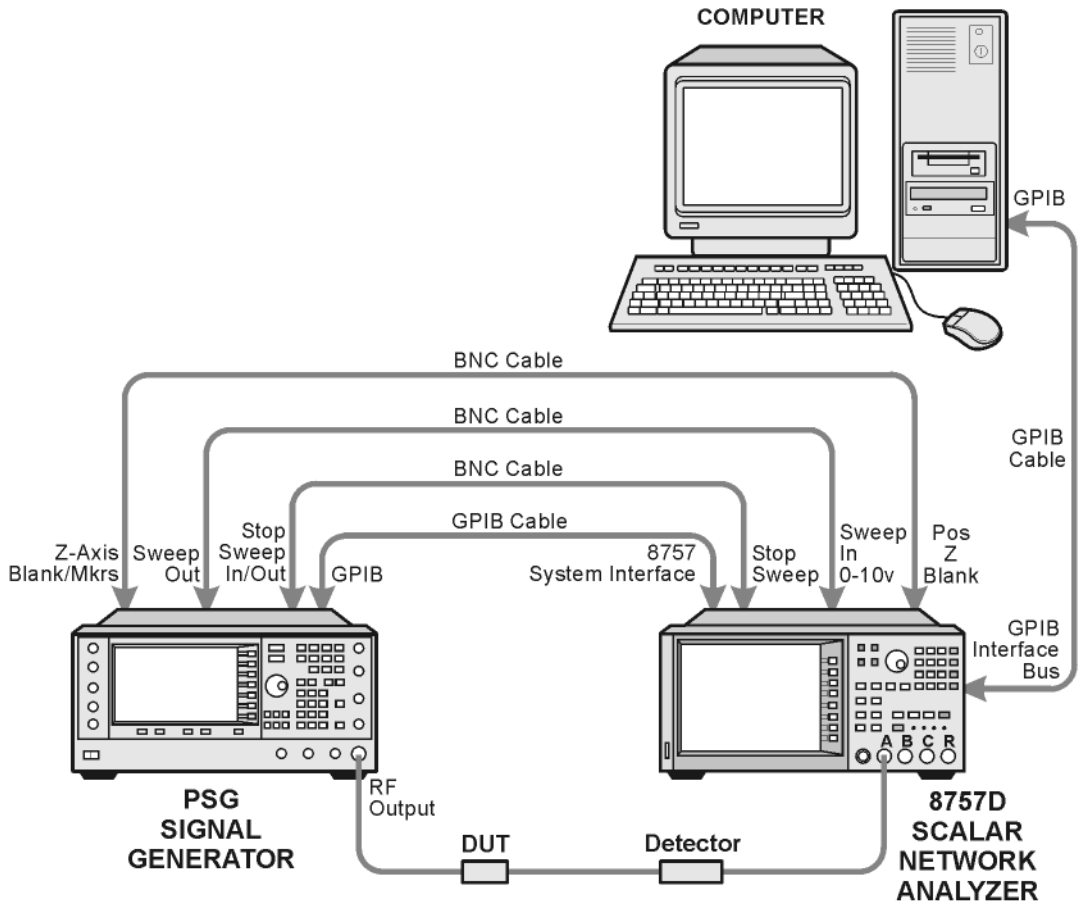 COMPUTER
GPIB
BNC Cable
BNC Cable
BNC Cable
GPIB Cable
GPIB
Cable
Z-Axis
Blank/Mkrs
Sweep
Out
Stop
Sweep
In/Out
GPIB
8757
System Interface
Stop
Sweep
Sweep
In
0-10v
Pos
Z
Blank
GPIB
Interface
Bus
A B C R
RF
Output
PSG
SIGNAL
GENERATOR
DUT
Detector
8757D
SCALAR
NETWORK
ANALYZER